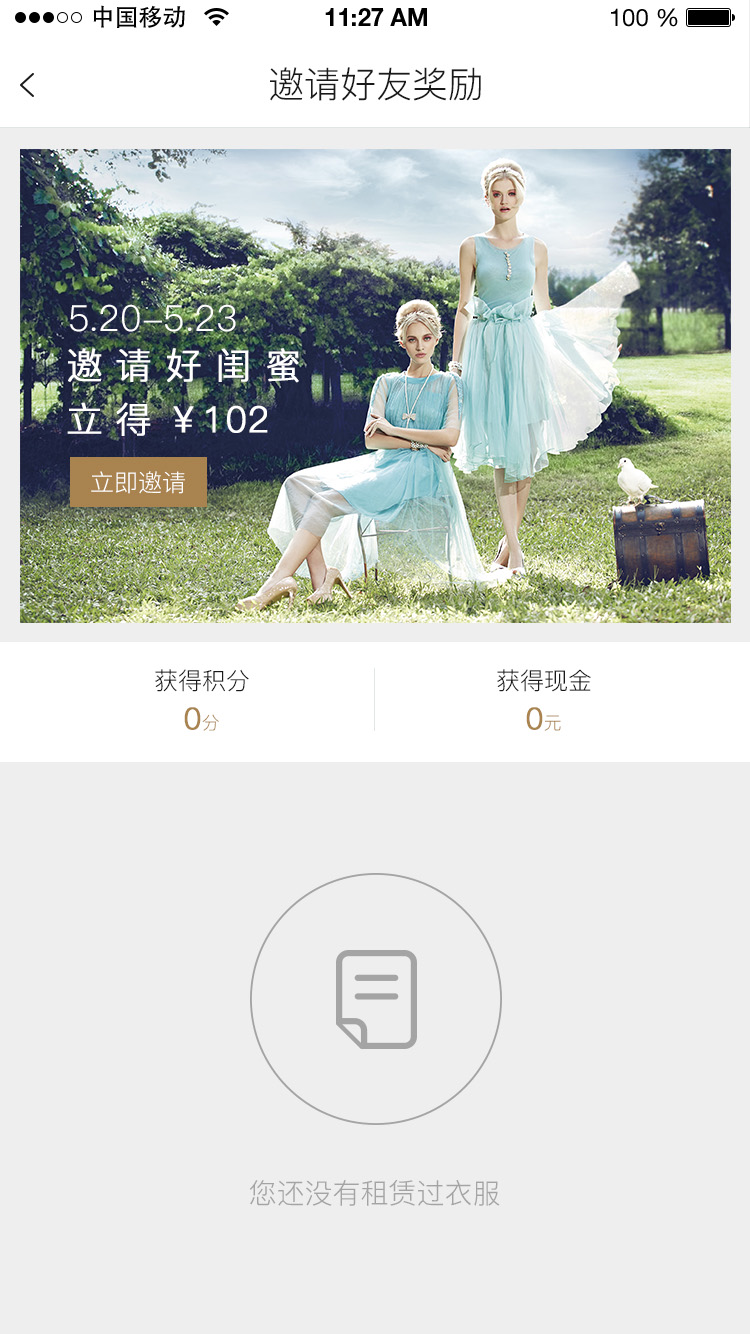 中国移动 11:27 AM 100 %
邀请好友奖励
5.20-5.23
邀请好闺蜜
立得 ¥102
立即邀请
获得积分 获得现金
0分 0元
您还没有租赁过衣服